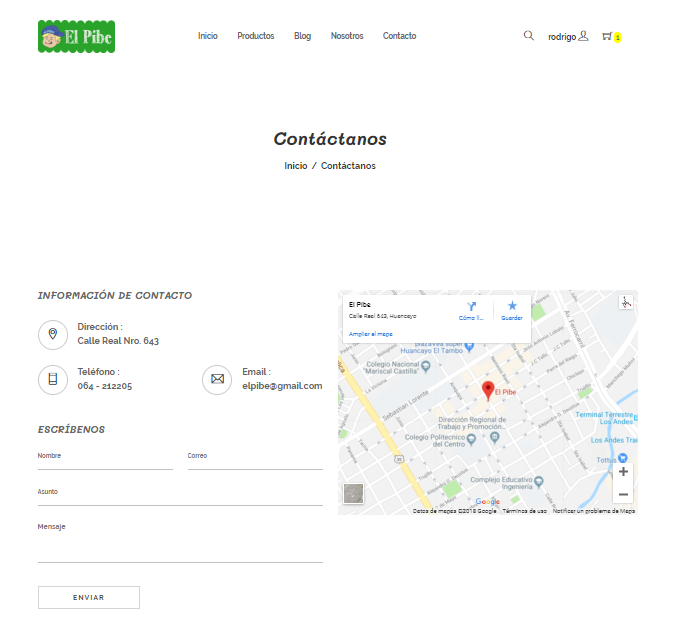 El Pibe
Inicio Productos Blog Nosotros Contacto
rodrigo 1
Contáctanos
Inicio / Contáctanos
INFORMACIÓN DE CONTACTO
Dirección :
Calle Real Nro. 643
Teléfono :
064 - 212205
Email :
elpibe@gmail.com
ESCRÍBENOS
Nombre
Correo
Asunto
Mensaje
ENVIAR
El Pibe
Calle Real 643, Huancayo
Ampliar el mapa
Cómo ll...
Guardar
plazaVea Súper
Huancayo El Tambo
Colegio Nacional
"Mariscal Castilla"
Sebastian Lorente
El Pibe
Dirección Regional de
Trabajo y Promoción...
Colegio Politecnico
del Centro
Complejo Educativo
Ingeniería
Av. Ferrocarril
Terminal Terrestre
Los Andes
Los Andes Tra
Tottus
+
−
Google
Datos de mapas ©2018 Google Términos de uso Notificar un problema de Maps